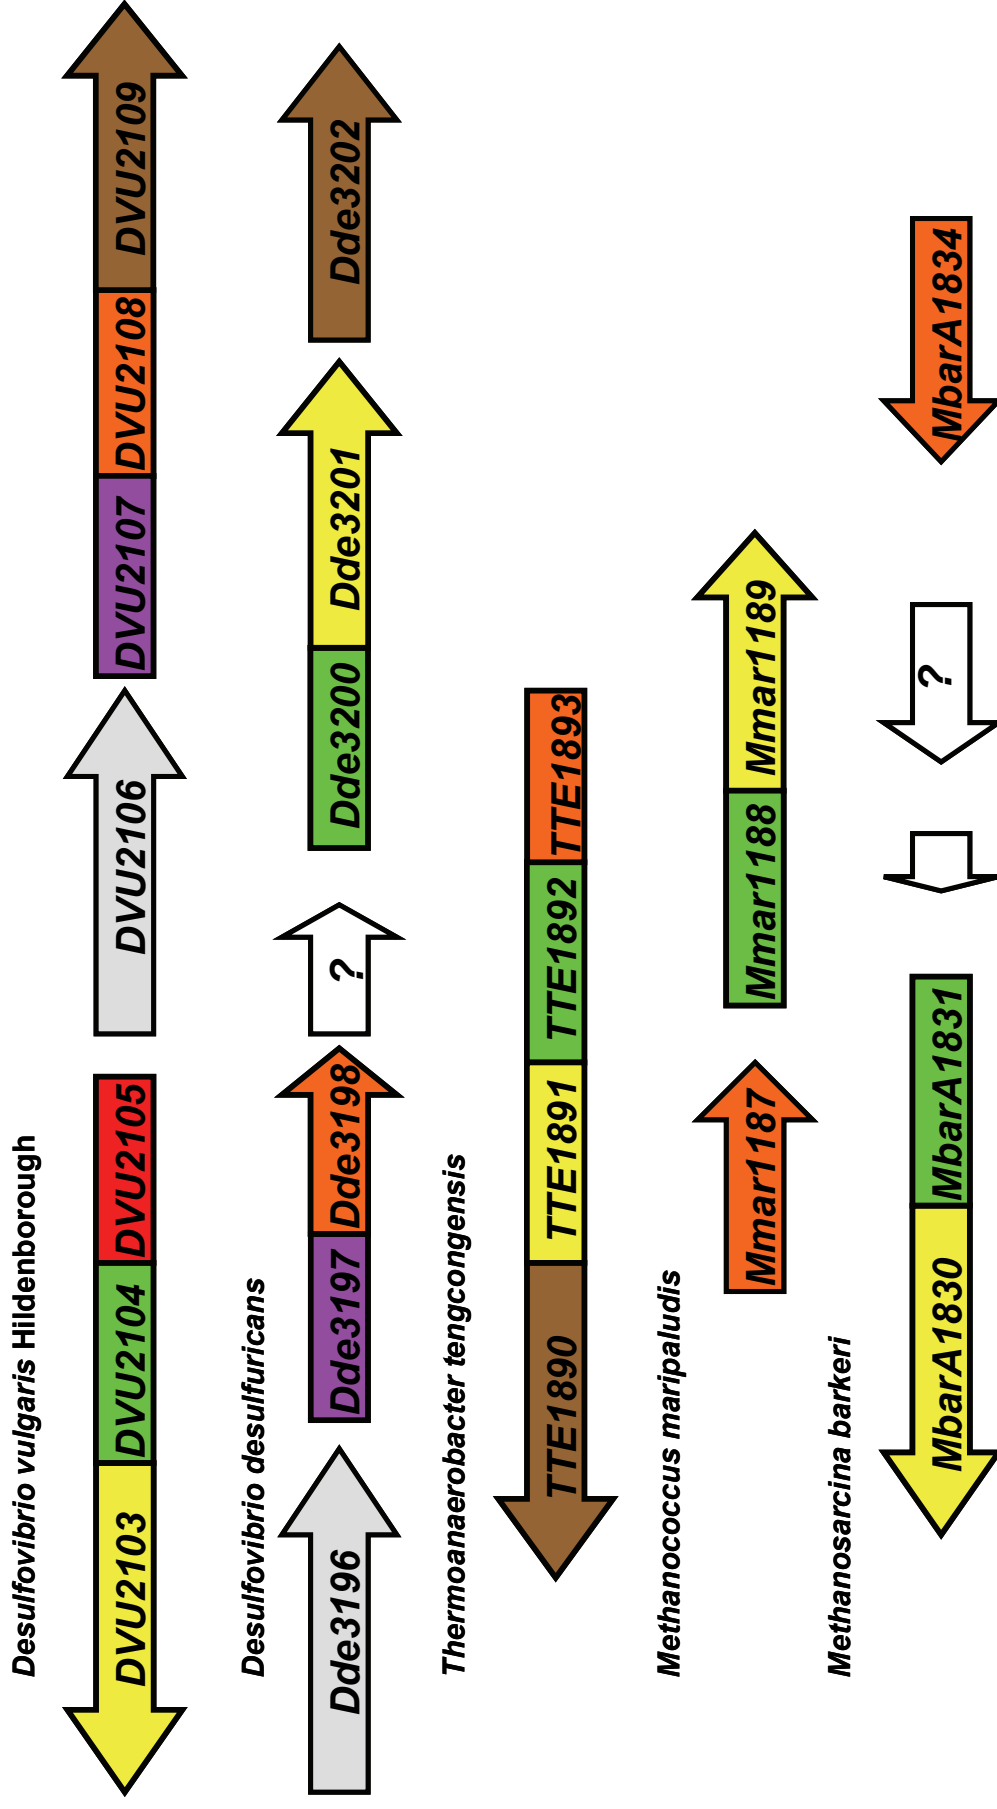 Desulfovibrio vulgaris Hildenborough
DVU2103 DVU2104 DVU2105 DVU2106 DVU2107 DVU2108 DVU2109
Desulfovibrio desulfuricans
Dde3196 Dde3197 Dde3198 ? Dde3200 Dde3201 Dde3202
Thermoanaerobacter tengcongensis
TTE1890 TTE1891 TTE1892 TTE1893
Methanococcus maripaludis
Mmar1187 Mmar1188 Mmar1189
Methanosarcina barkeri
MbarA1830 MbarA1831 ? MbarA1834